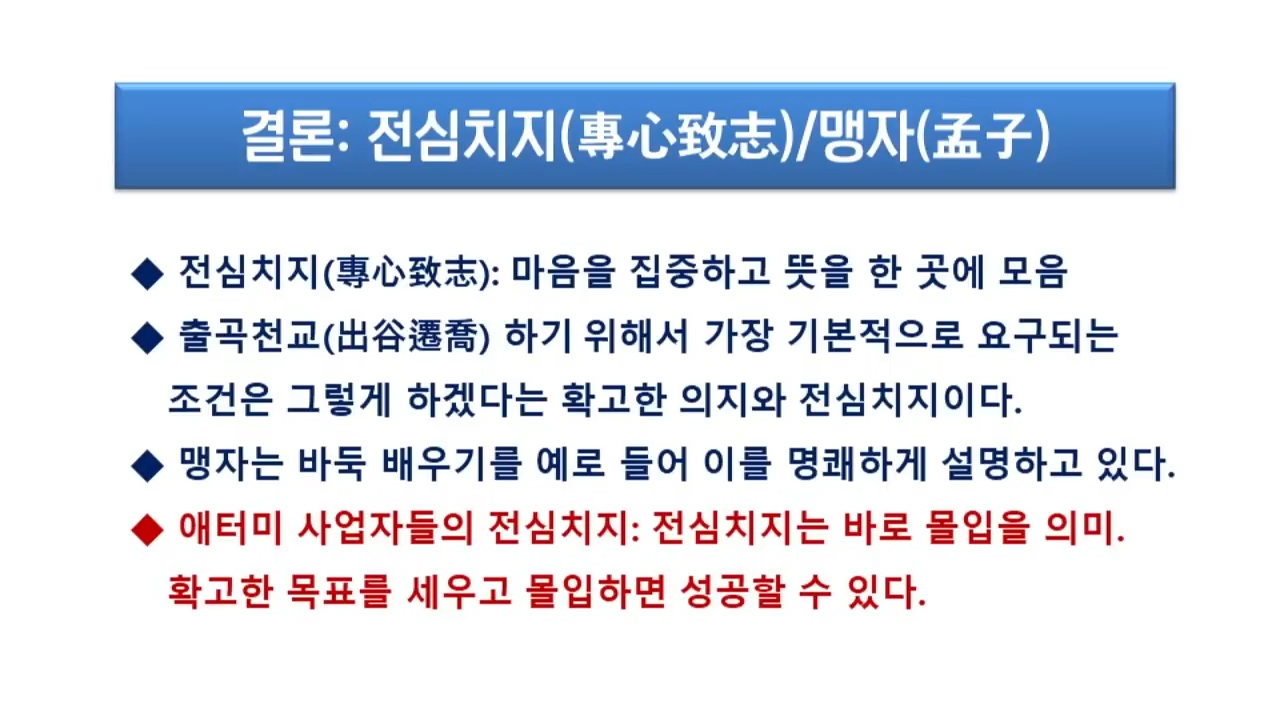 결론: 전심치지(專心致志)/맹자(孟子)
◆ 전심치지(專心致志): 마음을 집중하고 뜻을 한 곳에 모음
◆ 출곡천교(出谷遷喬) 하기 위해서 가장 기본적으로 요구되는
조건은 그렇게 하겠다는 확고한 의지와 전심치지이다.
◆ 맹자는 바둑 배우기를 예로 들어 이를 명쾌하게 설명하고 있다.
◆ 애터미 사업자들의 전심치지: 전심치지는 바로 몰입을 의미.
확고한 목표를 세우고 몰입하면 성공할 수 있다.